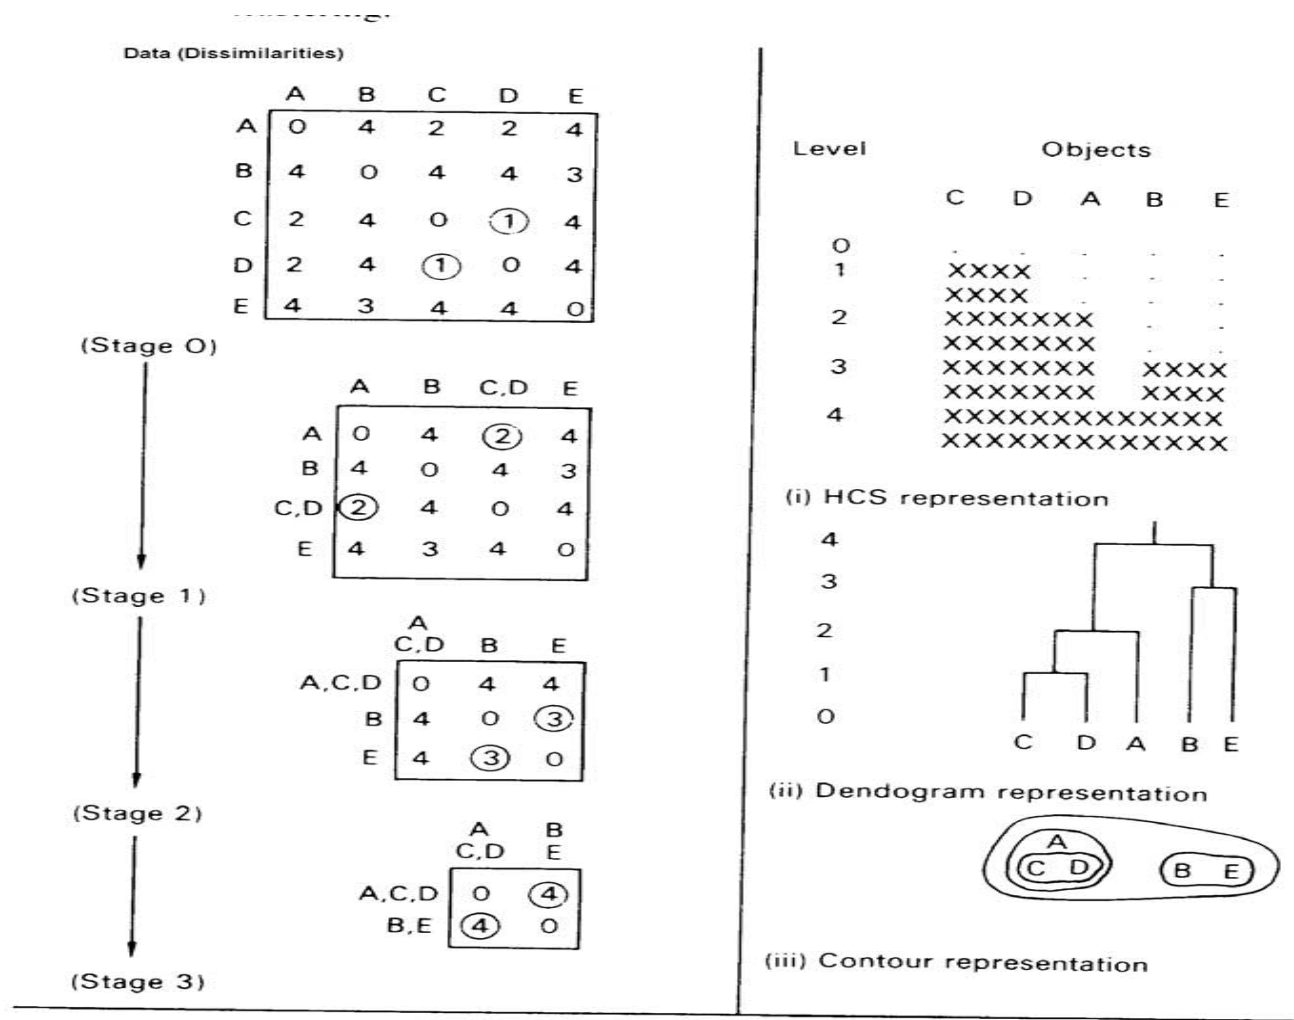 Data (Dissimilarities)
A B C D E
A 0 4 2 2 4
B 4 0 4 4 3
C 2 4 0 1 4
D 2 4 1 0 4
E 4 3 4 4 0
(Stage O)
A B C,D E
A 0 4 2 4
B 4 0 4 3
C,D 2 4 0 4
E 4 3 4 0
(Stage 1)
A
C,D B E
A,C,D 0 4 4
B 4 0 3
E 4 3 0
(Stage 2)
A B
C,D E
A,C,D 0 4
B,E 4 0
(Stage 3)
Level Objects
C D A B E
0 . . . . .
1 XXXX . . .
XXXX . . .
2 XXXXXXX . .
XXXXXXX . .
3 XXXXXXX XXXX
XXXXXXX XXXX
4 XXXXXXXXXXXXX
XXXXXXXXXXXXX
(i) HCS representation
4
3
2
1
0
C D A B E
(ii) Dendogram representation
A
C D B E
(iii) Contour representation